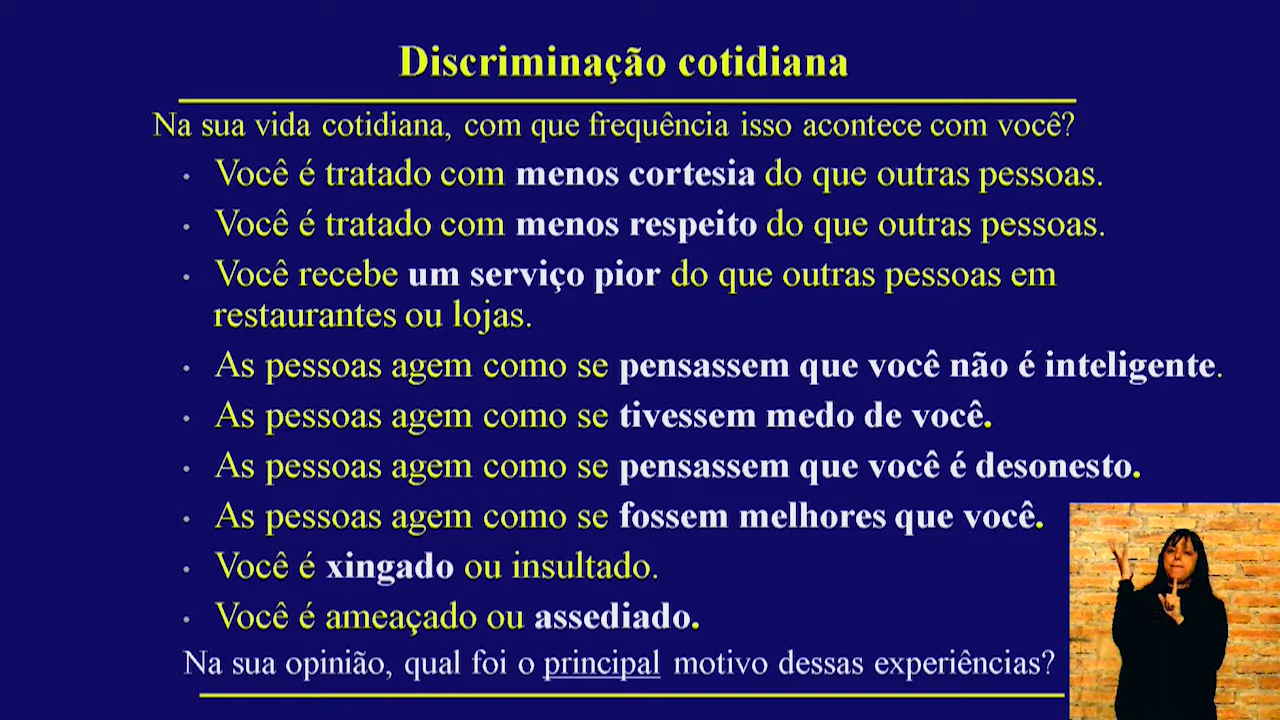 Discriminação cotidiana
Na sua vida cotidiana, com que frequência isso acontece com você?
• Você é tratado com menos cortesia do que outras pessoas.
• Você é tratado com menos respeito do que outras pessoas.
• Você recebe um serviço pior do que outras pessoas em
restaurantes ou lojas.
• As pessoas agem como se pensassem que você não é inteligente.
• As pessoas agem como se tivessem medo de você.
• As pessoas agem como se pensassem que você é desonesto.
• As pessoas agem como se fossem melhores que você.
• Você é xingado ou insultado.
• Você é ameaçado ou assediado.
Na sua opinião, qual foi o principal motivo dessas experiências?